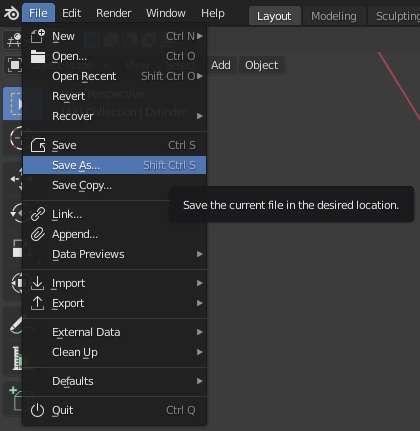 File Edit Render Window Help Layout Modeling Sculpting
New Ctrl N
Open... Ctrl O
Open Recent Shift Ctrl O
Add Object
Revert
Recover
Save Ctrl S
Save As... Shift Ctrl S
Save Copy...
Save the current file in the desired location.
Link...
Append...
Data Previews
Import
Export
External Data
Clean Up
Defaults
Quit Ctrl Q